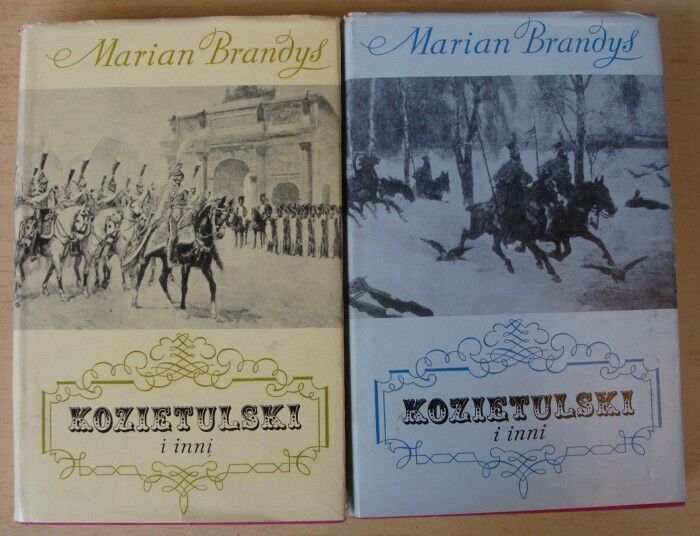 Marian Brandys
KOZIETULSKI
i inni
Marian Brandys
KOZIETULSKI
i inni